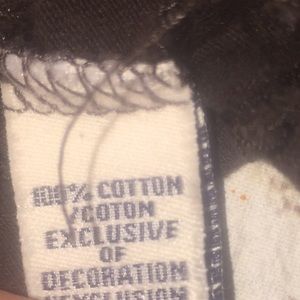 100% COTTON
/COTON
EXCLUSIVE
OF
DECORATION